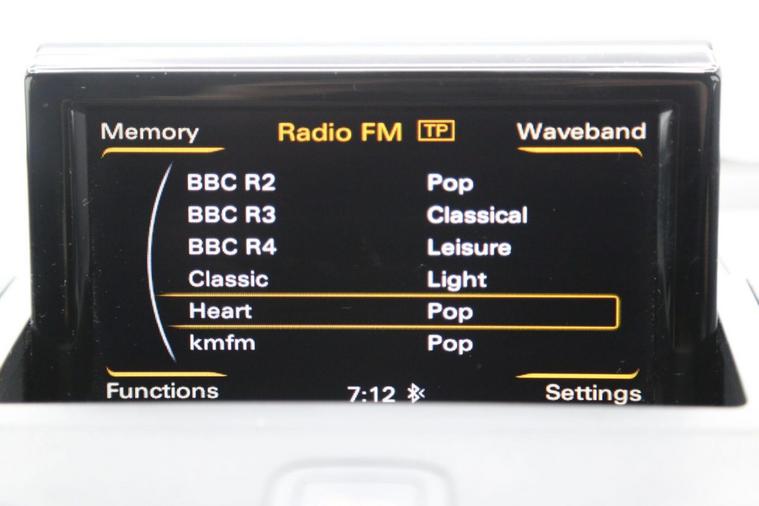 Memory Radio FM TP Waveband
BBC R2 Pop
BBC R3 Classical
BBC R4 Leisure
Classic Light
Heart Pop
kmfm Pop
Functions 7:12 Settings